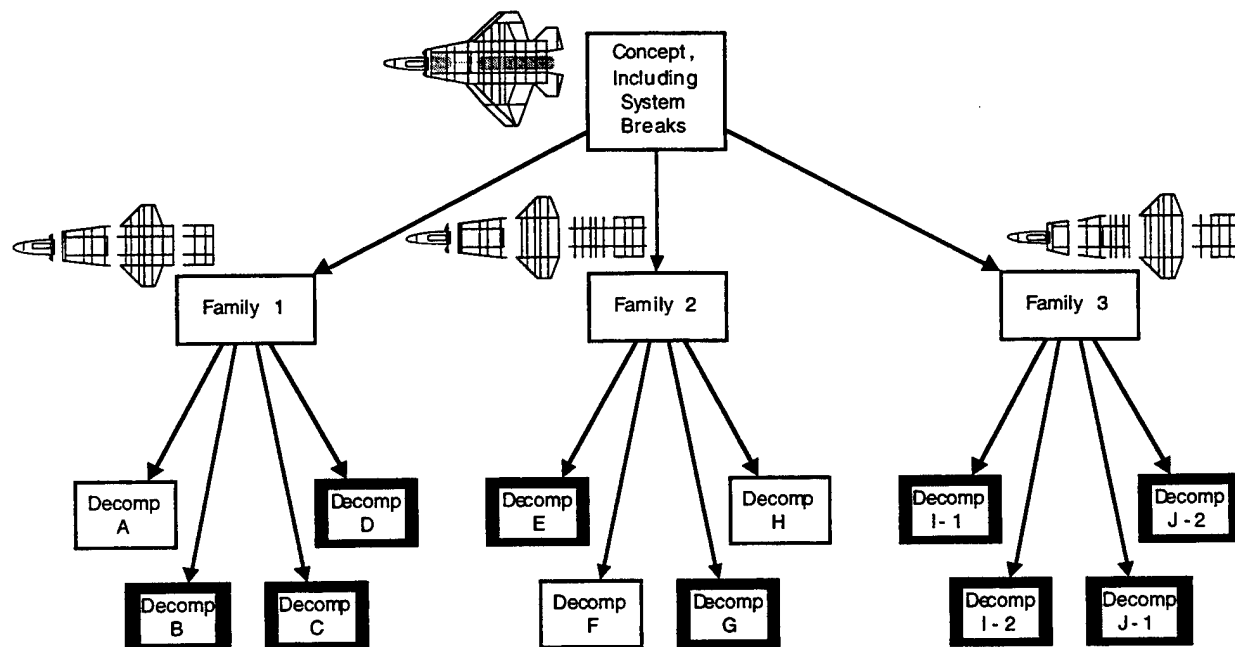 Concept,
Including
System
Breaks
Family 1
Family 2
Family 3
Decomp
A
Decomp
B
Decomp
C
Decomp
D
Decomp
E
Decomp
F
Decomp
G
Decomp
H
Decomp
I-1
Decomp
I-2
Decomp
J-1
Decomp
J-2